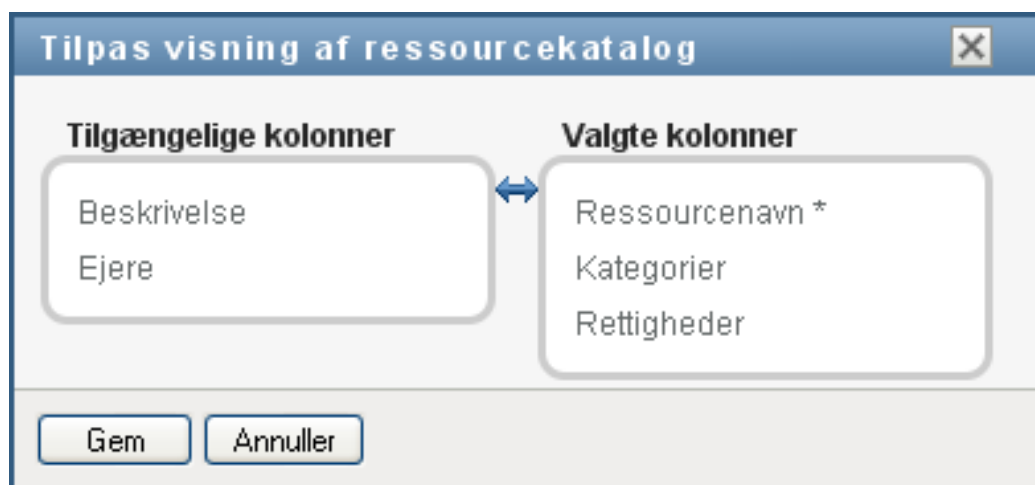 Tilpas visning af ressourcekatalog
Tilgængelige kolonner
Beskrivelse
Ejere
Valgte kolonner
Ressourcenavn *
Kategorier
Rettigheder
Gem
Annuller